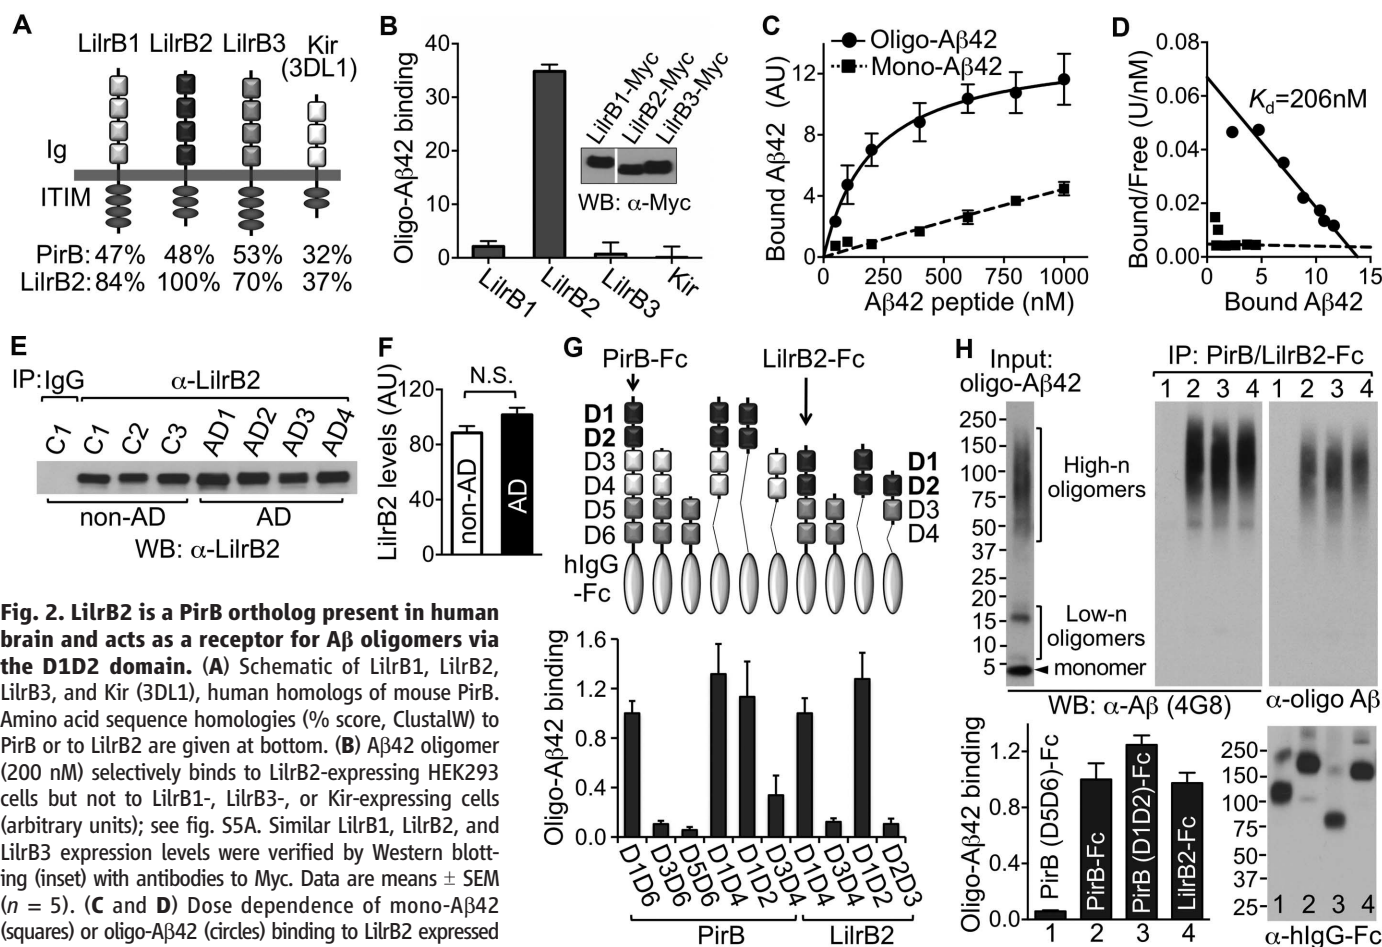 A
LilrB1 LilrB2 LilrB3 Kir
(3DL1)
Ig
ITIM
PirB: 47% 48% 53% 32%
LilrB2: 84% 100% 70% 37%
B
Oligo-Aβ42 binding
40
30
20
10
0
LilrB1-Myc
LilrB2-Myc
LilrB3-Myc
WB: α-Myc
LilrB1
LilrB2
LilrB3
Kir
C
Oligo-Aβ42
Mono-Aβ42
Bound Aβ42 (AU)
12
8
4
0
0 250 500 750 1000
Aβ42 peptide (nM)
D
Bound/Free (U/nM)
0.08
0.06
0.04
0.02
0.00
Kd=206nM
0 5 10 15
Bound Aβ42
E
IP: IgG α-LilrB2
C1 C1 C2 C3 AD1 AD2 AD3 AD4
non-AD AD
WB: α-LilrB2
F
LilrB2 levels (AU)
N.S.
120
80
40
0
non-AD
AD
G
PirB-Fc LilrB2-Fc
D1
D2
D3 D1
D4 D2
D5 D3
D6 D4
hIgG
-Fc
Oligo-Aβ42 binding
1.6
1.2
0.8
0.4
0.0
D1D6 D3D6 D5D6 D1D4 D1D2 D3D4 D1D4 D3D4 D1D2 D2D3
PirB LilrB2
H
Input:
oligo-Aβ42
IP: PirB/LilrB2-Fc
1 2 3 4 1 2 3 4
250
150
100
75
50
37
25
20
15
10
5
High-n
oligomers
Low-n
oligomers
monomer
WB: α-Aβ (4G8) α-oligo Aβ
Oligo-Aβ42 binding
1.2
0.8
0.4
0.0
PirB (D5D6)-Fc
PirB-Fc
PirB (D1D2)-Fc
LilrB2-Fc
1 2 3 4
250
150
100
75
50
37
25
1 2 3 4
α-hIgG-Fc
Fig. 2. LilrB2 is a PirB ortholog present in human
brain and acts as a receptor for Aβ oligomers via
the D1D2 domain. (A) Schematic of LilrB1, LilrB2,
LilrB3, and Kir (3DL1), human homologs of mouse PirB.
Amino acid sequence homologies (% score, ClustalW) to
PirB or to LilrB2 are given at bottom. (B) Aβ42 oligomer
(200 nM) selectively binds to LilrB2-expressing HEK293
cells but not to LilrB1-, LilrB3-, or Kir-expressing cells
(arbitrary units); see fig. S5A. Similar LilrB1, LilrB2, and
LilrB3 expression levels were verified by Western blott-
ing (inset) with antibodies to Myc. Data are means ± SEM
(n = 5). (C and D) Dose dependence of mono-Aβ42
(squares) or oligo-Aβ42 (circles) binding to LilrB2 expressed